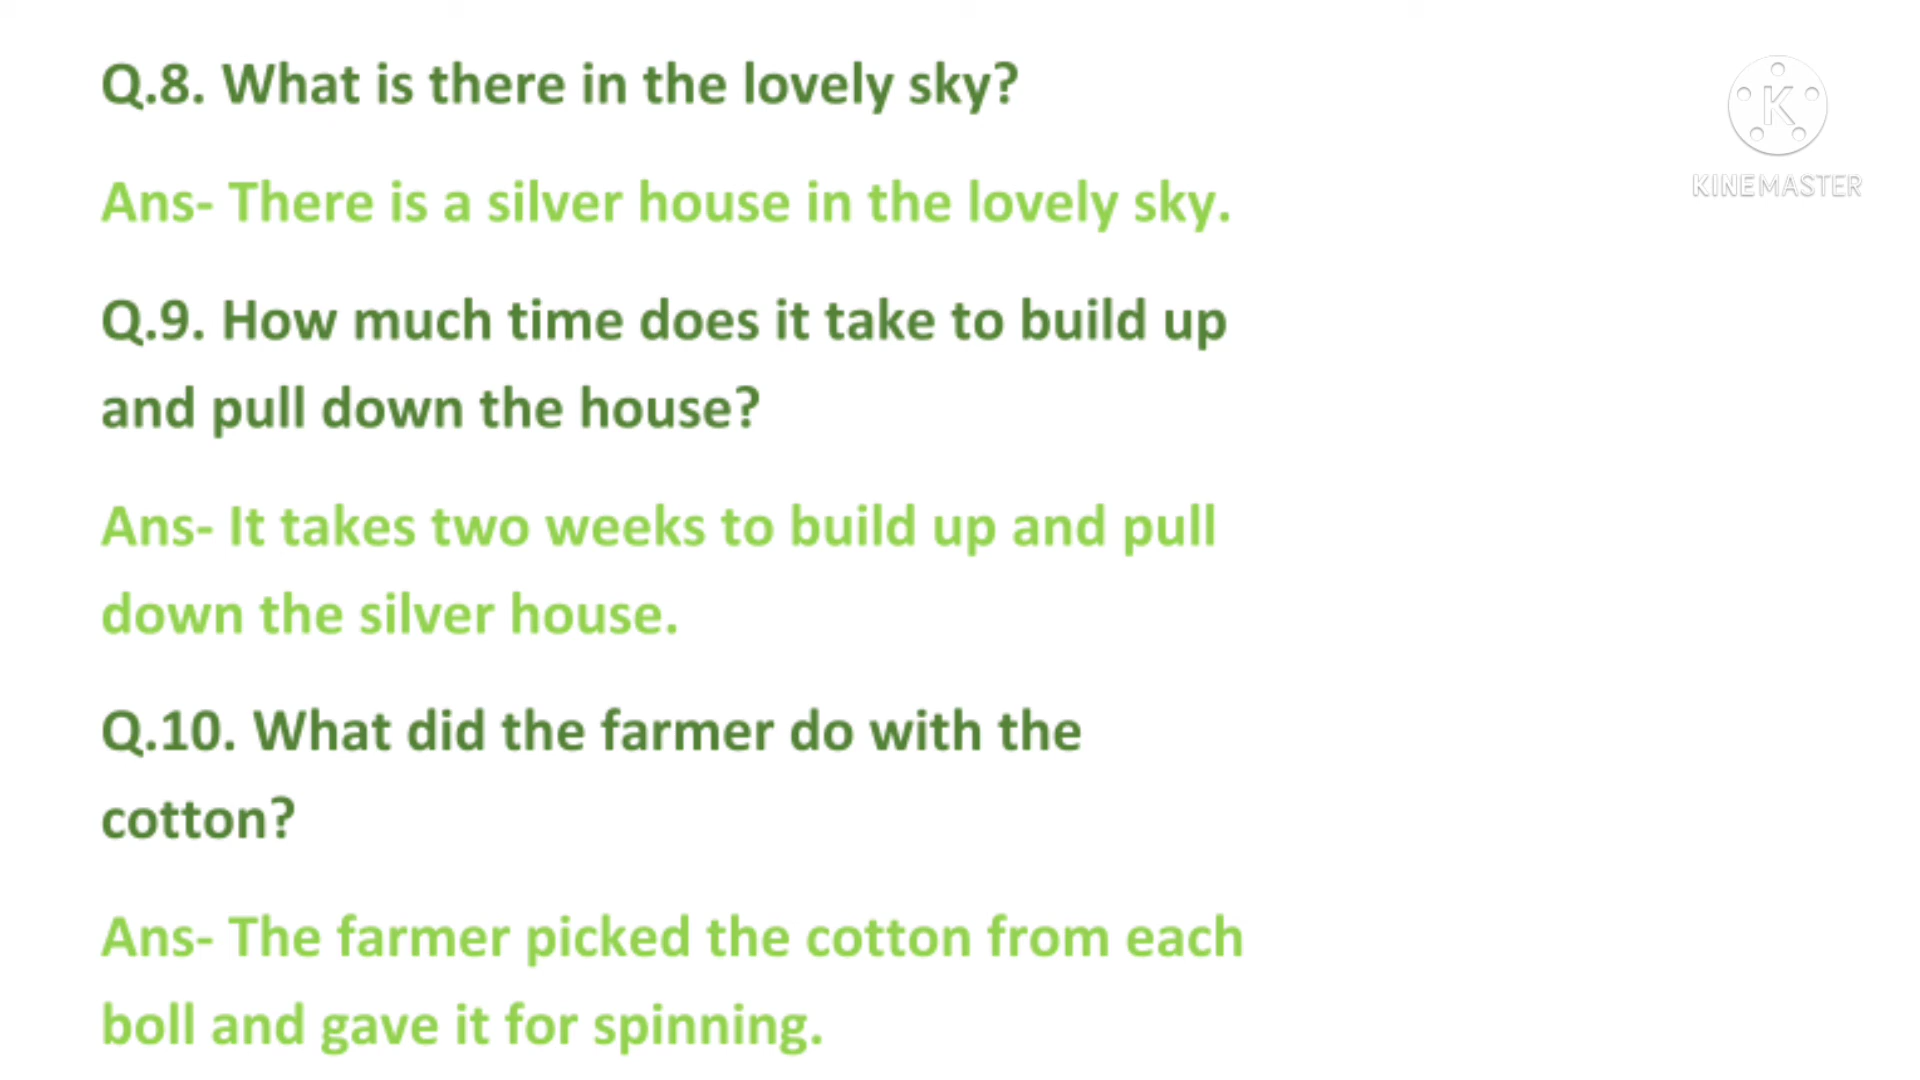 Q.8. What is there in the lovely sky?
K
KINEMASTER
Ans- There is a silver house in the lovely sky.
Q.9. How much time does it take to build up
and pull down the house?
Ans- It takes two weeks to build up and pull
down the silver house.
Q.10. What did the farmer do with the
cotton?
Ans- The farmer picked the cotton from each
boll and gave it for spinning.